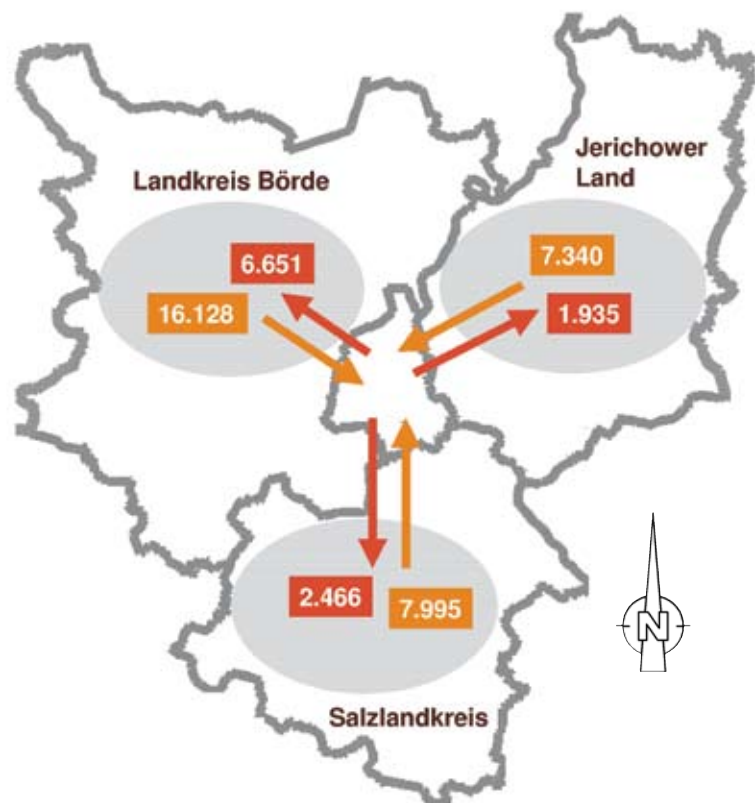 Jerichower
Land
Landkreis Börde
6.651
7.340
16.128
1.935
2.466
7.995
N
Salzlandkreis